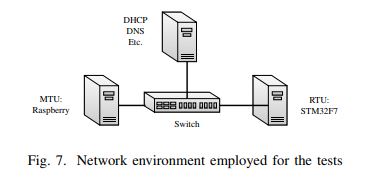 DHCP
DNS
Etc.
MTU:
Raspberry
RTU:
STM32F7
Switch
Fig. 7. Network environment employed for the tests